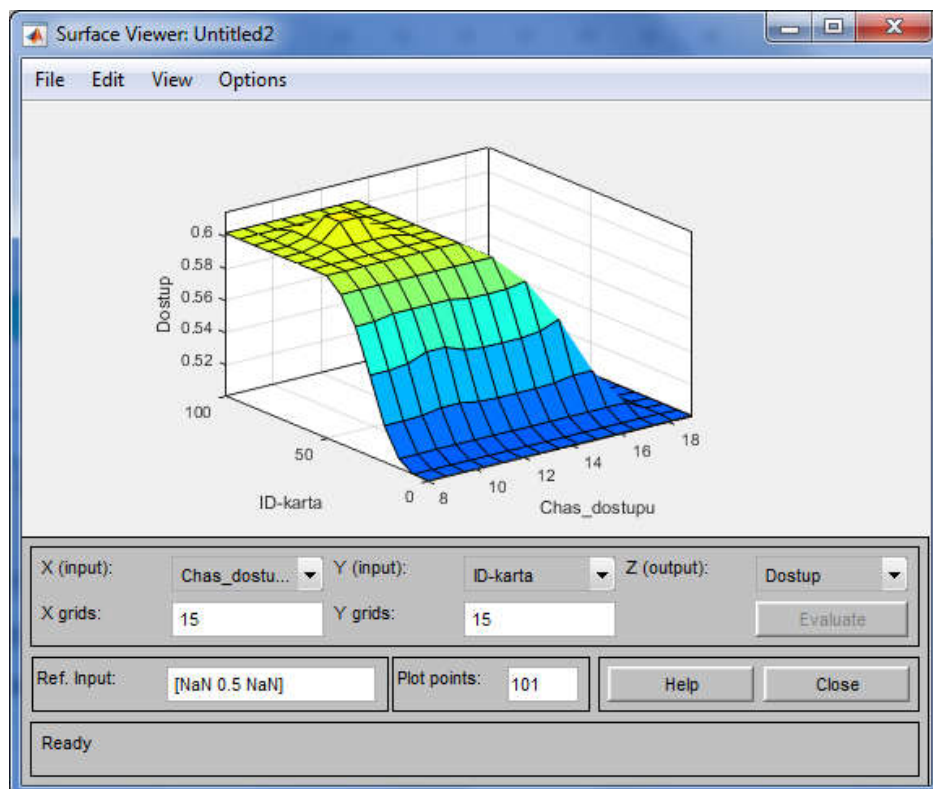 Surface Viewer: Untitled2
File Edit View Options
0.6
0.58
0.56
0.54
0.52
Dostup
100
50
0
ID-karta
8
10
12
14
16
18
Chas_dostupu
X (input): Chas_dostu... Y (input): ID-karta Z (output): Dostup
X grids: 15 Y grids: 15 Evaluate
Ref. Input: [NaN 0.5 NaN] Plot points: 101 Help Close
Ready